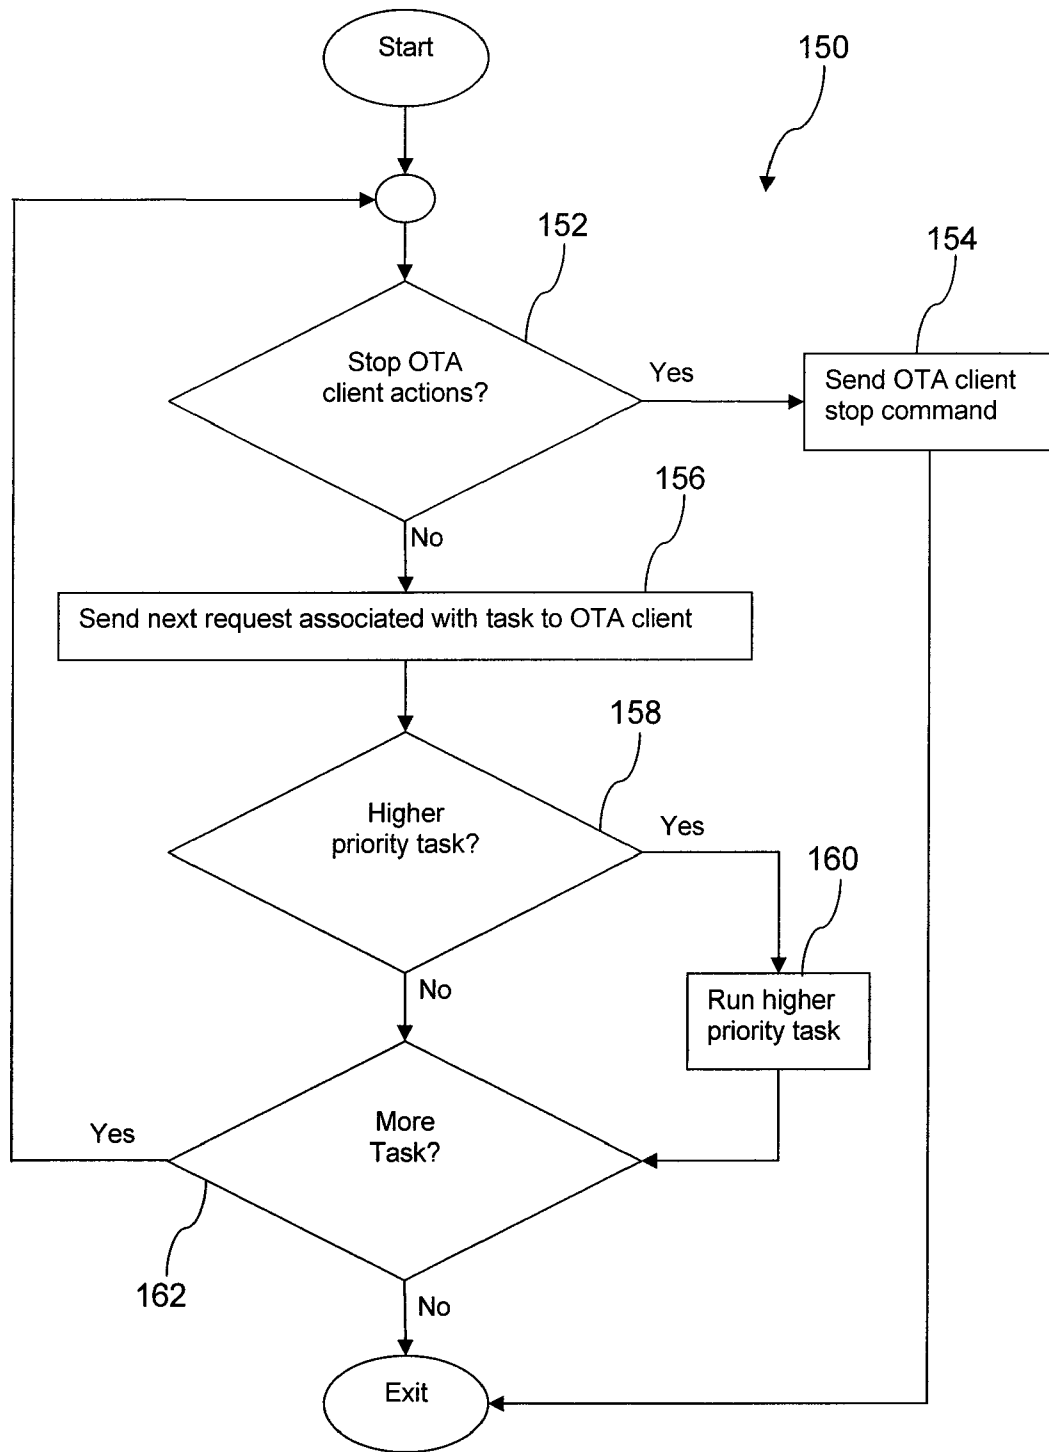 Start
150
152
154
Stop OTA
client actions?
Yes
Send OTA client
stop command
156
No
Send next request associated with task to OTA client
158
Higher
priority task?
Yes
160
No
Run higher
priority task
More
Task?
Yes
162
No
Exit